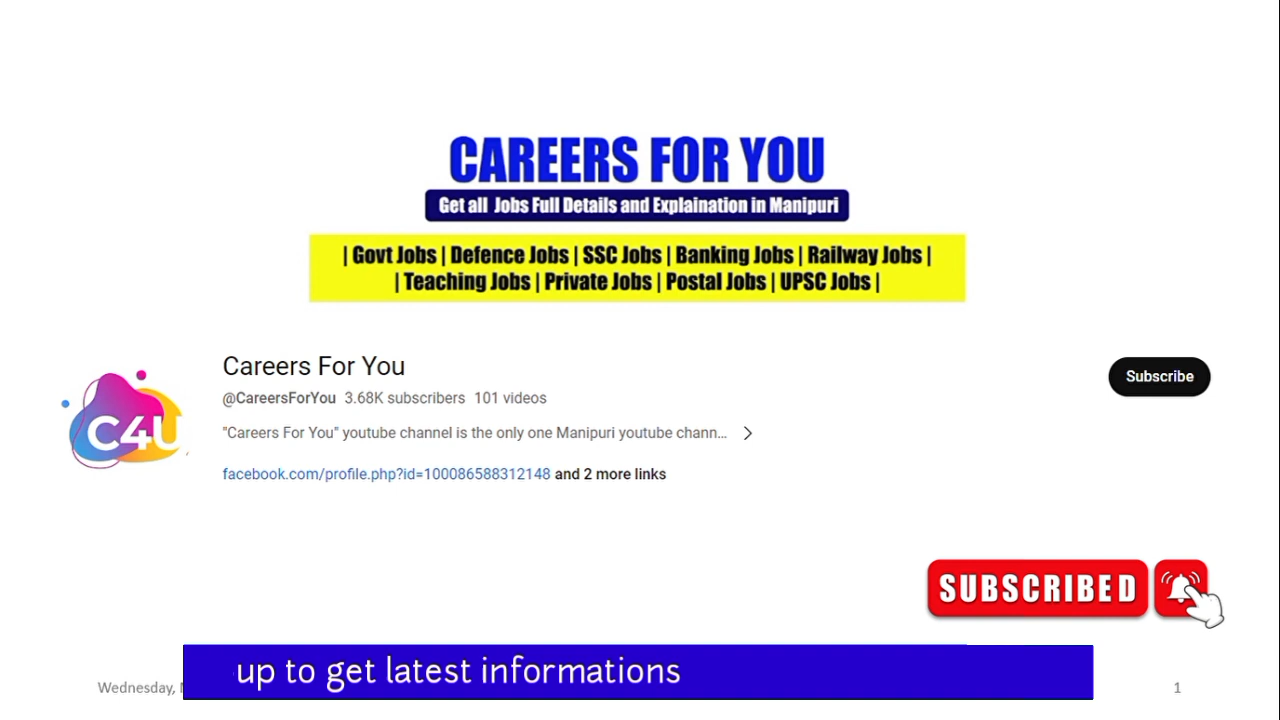 CAREERS FOR YOU
Get all Jobs Full Details and Explaination in Manipuri
| Govt Jobs | Defence Jobs | SSC Jobs | Banking Jobs | Railway Jobs |
| Teaching Jobs | Private Jobs | Postal Jobs | UPSC Jobs |
Careers For You
@CareersForYou 3.68K subscribers 101 videos
"Careers For You" youtube channel is the only one Manipuri youtube chann...
facebook.com/profile.php?id=100086588312148 and 2 more links
Subscribe
C4U
SUBSCRIBED
up to get latest informations
Wednesday,
1